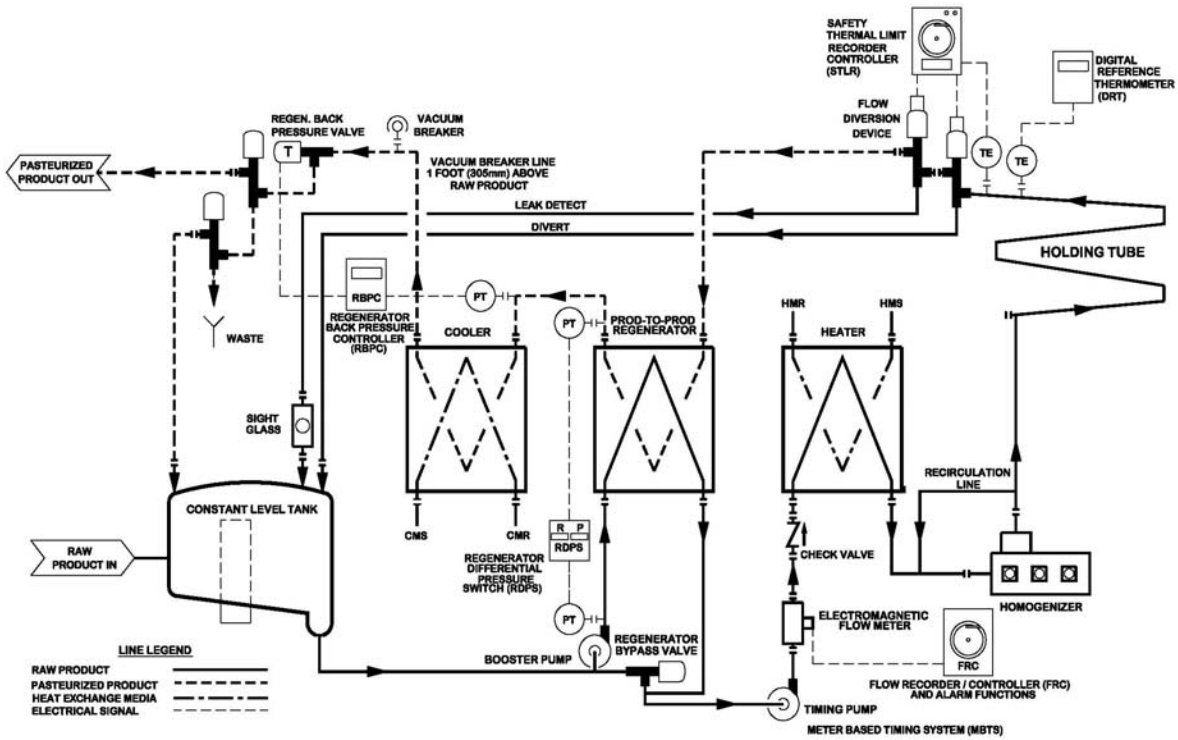 SAFETY
THERMAL LIMIT
RECORDER
CONTROLLER
(STLR)
DIGITAL
REFERENCE
THERMOMETER
(DRT)
FLOW
DIVERSION
DEVICE
TE
TE
REGEN. BACK
PRESSURE VALVE
T
VACUUM
BREAKER
PASTEURIZED
PRODUCT OUT
VACUUM BREAKER LINE
1 FOOT (305mm) ABOVE
RAW PRODUCT
LEAK DETECT
DIVERT
HOLDING TUBE
WASTE
RBPC
REGENERATOR
BACK PRESSURE
CONTROLLER
(RBPC)
PT
PT
COOLER
PROD-TO-PROD
REGENERATOR
HMR
HMS
HEATER
SIGHT
GLASS
RECIRCULATION
LINE
CONSTANT LEVEL TANK
CMS
CMR
R P
RDPS
REGENERATOR
DIFFERENTIAL
PRESSURE
SWITCH (RDPS)
CHECK VALVE
RAW
PRODUCT IN
HOMOGENIZER
PT
ELECTROMAGNETIC
FLOW METER
REGENERATOR
BYPASS VALVE
BOOSTER PUMP
FRC
FLOW RECORDER / CONTROLLER (FRC)
AND ALARM FUNCTIONS
TIMING PUMP
METER BASED TIMING SYSTEM (MBTS)
LINE LEGEND
RAW PRODUCT
PASTEURIZED PRODUCT
HEAT EXCHANGE MEDIA
ELECTRICAL SIGNAL